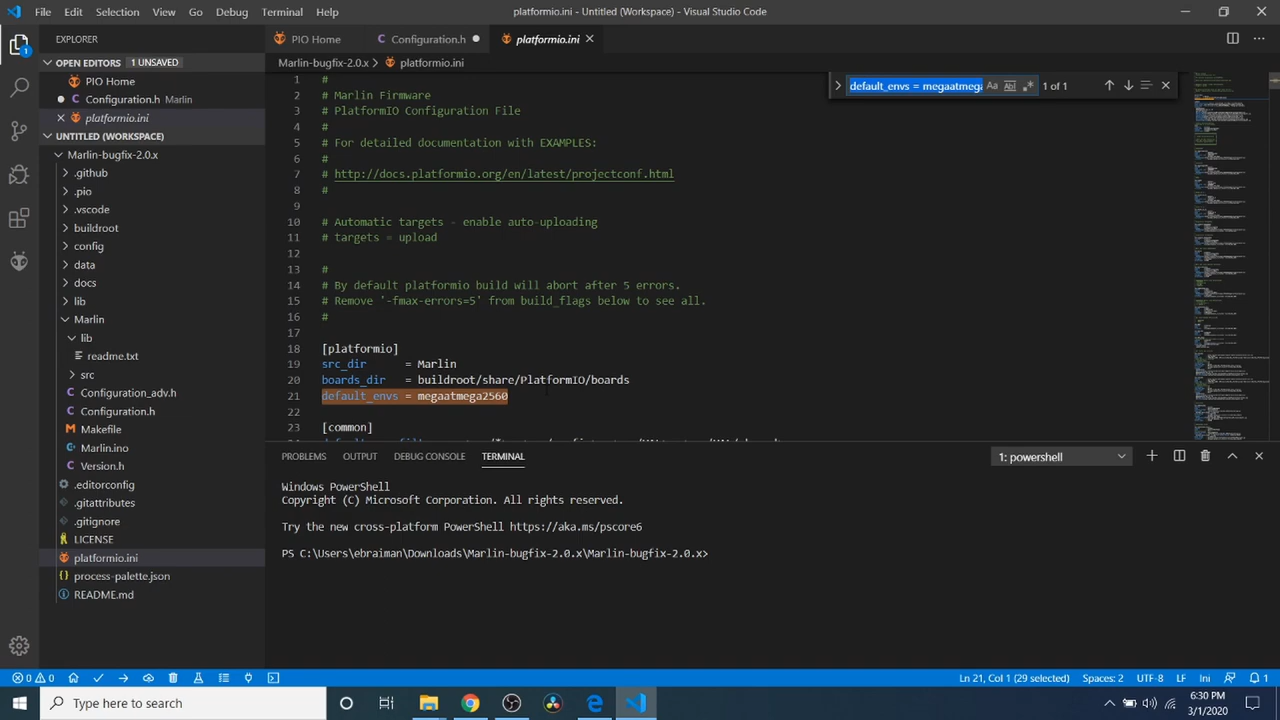 File Edit Selection View Go Debug Terminal Help
platformio.ini - Untitled (Workspace) - Visual Studio Code
EXPLORER
PIO Home
Configuration.h
platformio.ini
OPEN EDITORS 1 UNSAVED
PIO Home
Configuration.h Marlin
platformio.ini
UNTITLED (WORKSPACE)
Marlin-bugfix-2.0.x
.github
.pio
.vscode
buildroot
config
data
docs
lib
Marlin
lib
readme.txt
src
Configuration_adv.h
Configuration.h
Makefile
Marlin.ino
Version.h
.editorconfig
.gitattributes
.gitignore
LICENSE
platformio.ini
process-palette.json
README.md
Marlin-bugfix-2.0.x > platformio.ini
default_envs = megaatmega
Aa Abl
1 of 1
1 #
2 # Marlin Firmware
3 # PlatformIO Configuration File
4 #
5 # For detailed documentation with EXAMPLES:
6 #
7 # http://docs.platformio.org/en/latest/projectconf.html
8 #
9
10 # Automatic targets - enable auto-uploading
11 # targets = upload
12
13 #
14 # By default platformio build will abort after 5 errors.
15 # Remove '-fmax-errors=5' from build_flags below to see all.
16 #
17
18 [platformio]
19 src_dir = Marlin
20 boards_dir = buildroot/share/PlatformIO/boards
21 default_envs = megaatmega2560
22
23 [common]
PROBLEMS OUTPUT DEBUG CONSOLE TERMINAL
1: powershell
Windows PowerShell
Copyright (C) Microsoft Corporation. All rights reserved.
Try the new cross-platform PowerShell https://aka.ms/pscore6
PS C:\Users\ebraiman\Downloads\Marlin-bugfix-2.0.x\Marlin-bugfix-2.0.x>
0 0
Ln 21, Col 1 (29 selected) Spaces: 2 UTF-8 LF Ini 1
Type here to search
6:30 PM
3/1/2020